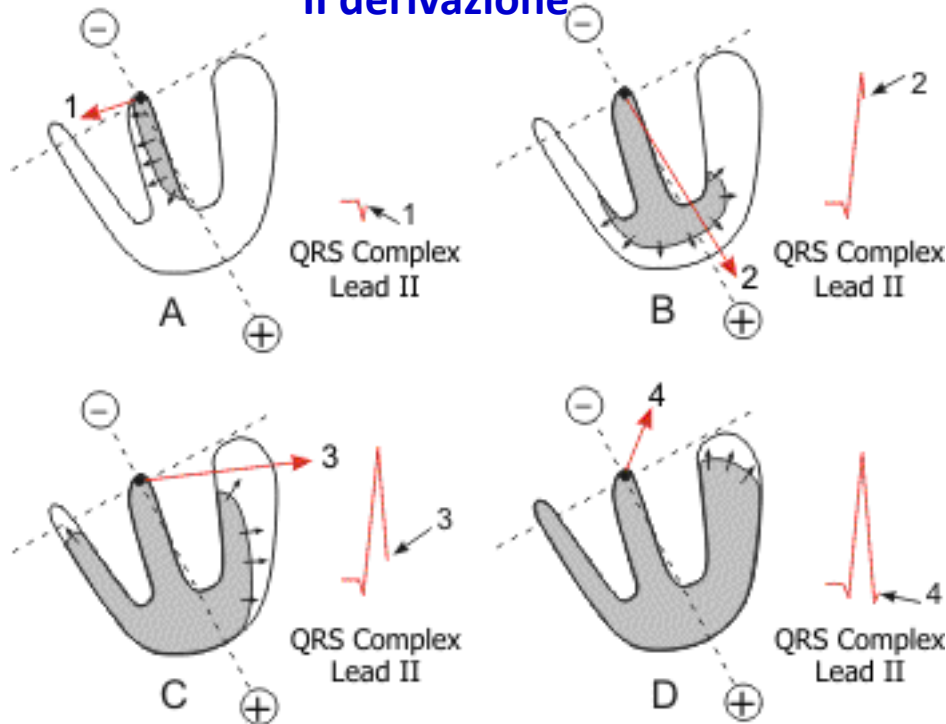 II derivazione
−
1
1
QRS Complex
Lead II
A
+
−
2
2
QRS Complex
Lead II
B
+
−
3
3
QRS Complex
Lead II
C
+
−
4
4
QRS Complex
Lead II
D
+